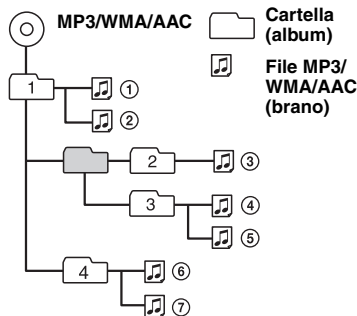 MP3/WMA/AAC
Cartella
(album)
File MP3/
WMA/AAC
(brano)
1
①
②
2
③
3
④
⑤
4
⑥
⑦